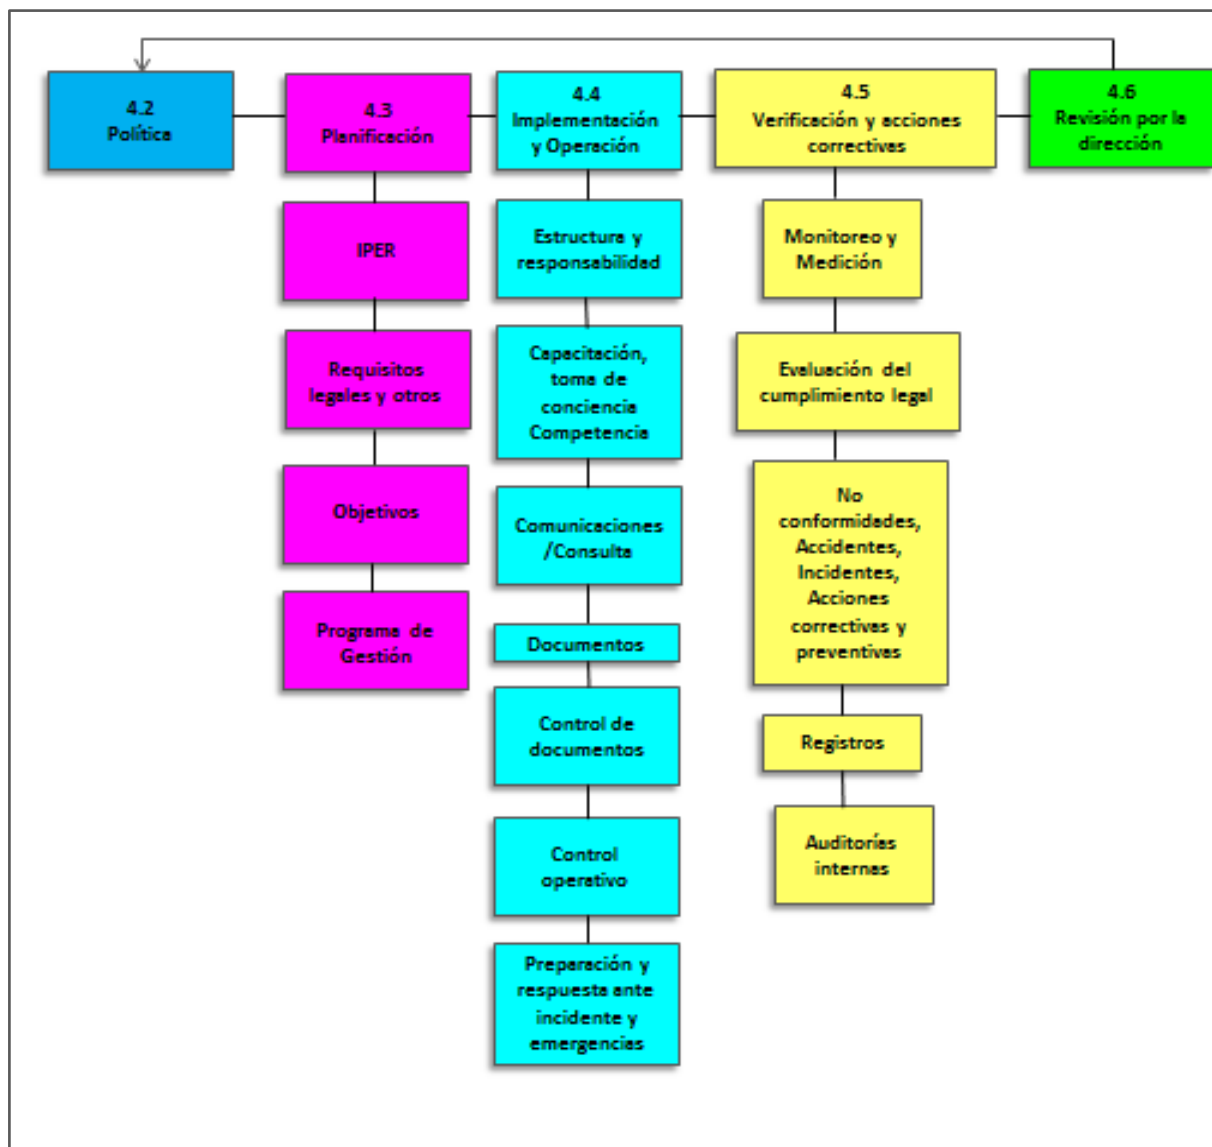 4.2
Política
4.3
Planificación
4.4
Implementación
y Operación
4.5
Verificación y acciones
correctivas
4.6
Revisión por la
dirección
IPER
Requisitos
legales y otros
Objetivos
Programa de
Gestión
Estructura y
responsabilidad
Capacitación,
toma de
conciencia
Competencia
Comunicaciones
/Consulta
Documentos
Control de
documentos
Control
operativo
Preparación y
respuesta ante
incidente y
emergencias
Monitoreo y
Medición
Evaluación del
cumplimiento legal
No
conformidades,
Accidentes,
Incidentes,
Acciones
correctivas y
preventivas
Registros
Auditorías
internas